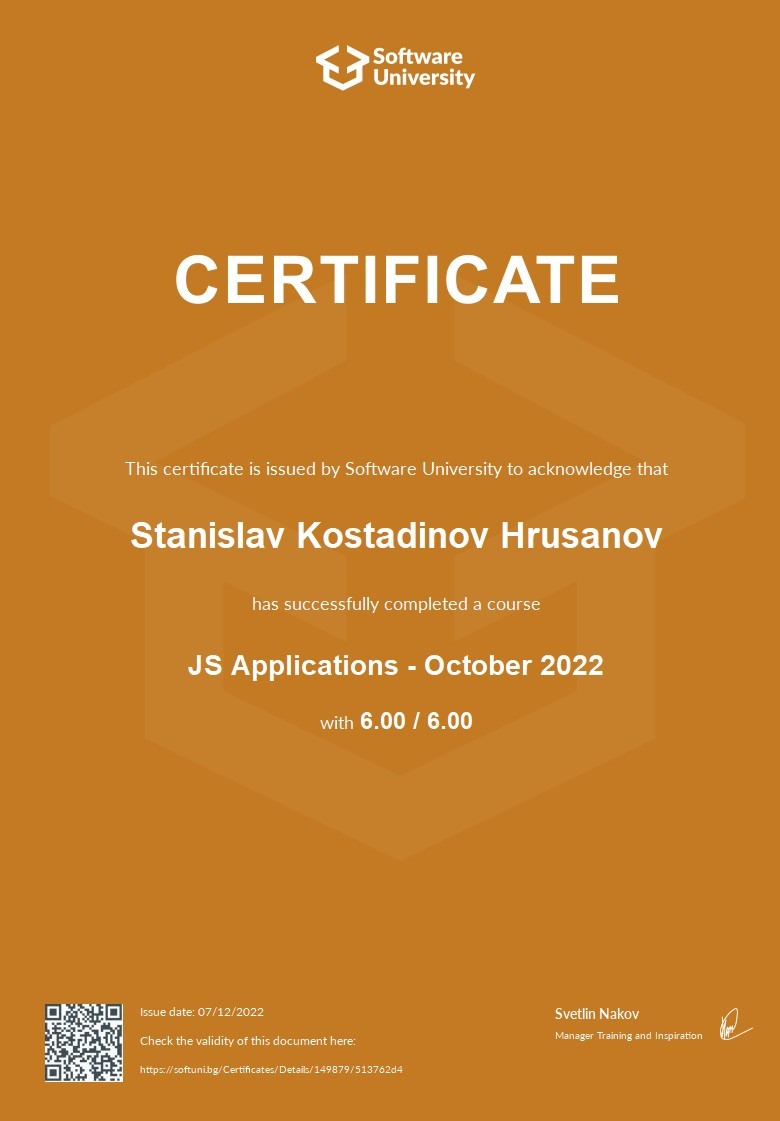 Software
University
CERTIFICATE
This certificate is issued by Software University to acknowledge that
Stanislav Kostadinov Hrusanov
has successfully completed a course
JS Applications - October 2022
with 6.00 / 6.00
Issue date: 07/12/2022
Check the validity of this document here:
https://softuni.bg/Certificates/Details/149879/513762d4
Svetlin Nakov
Manager Training and Inspiration